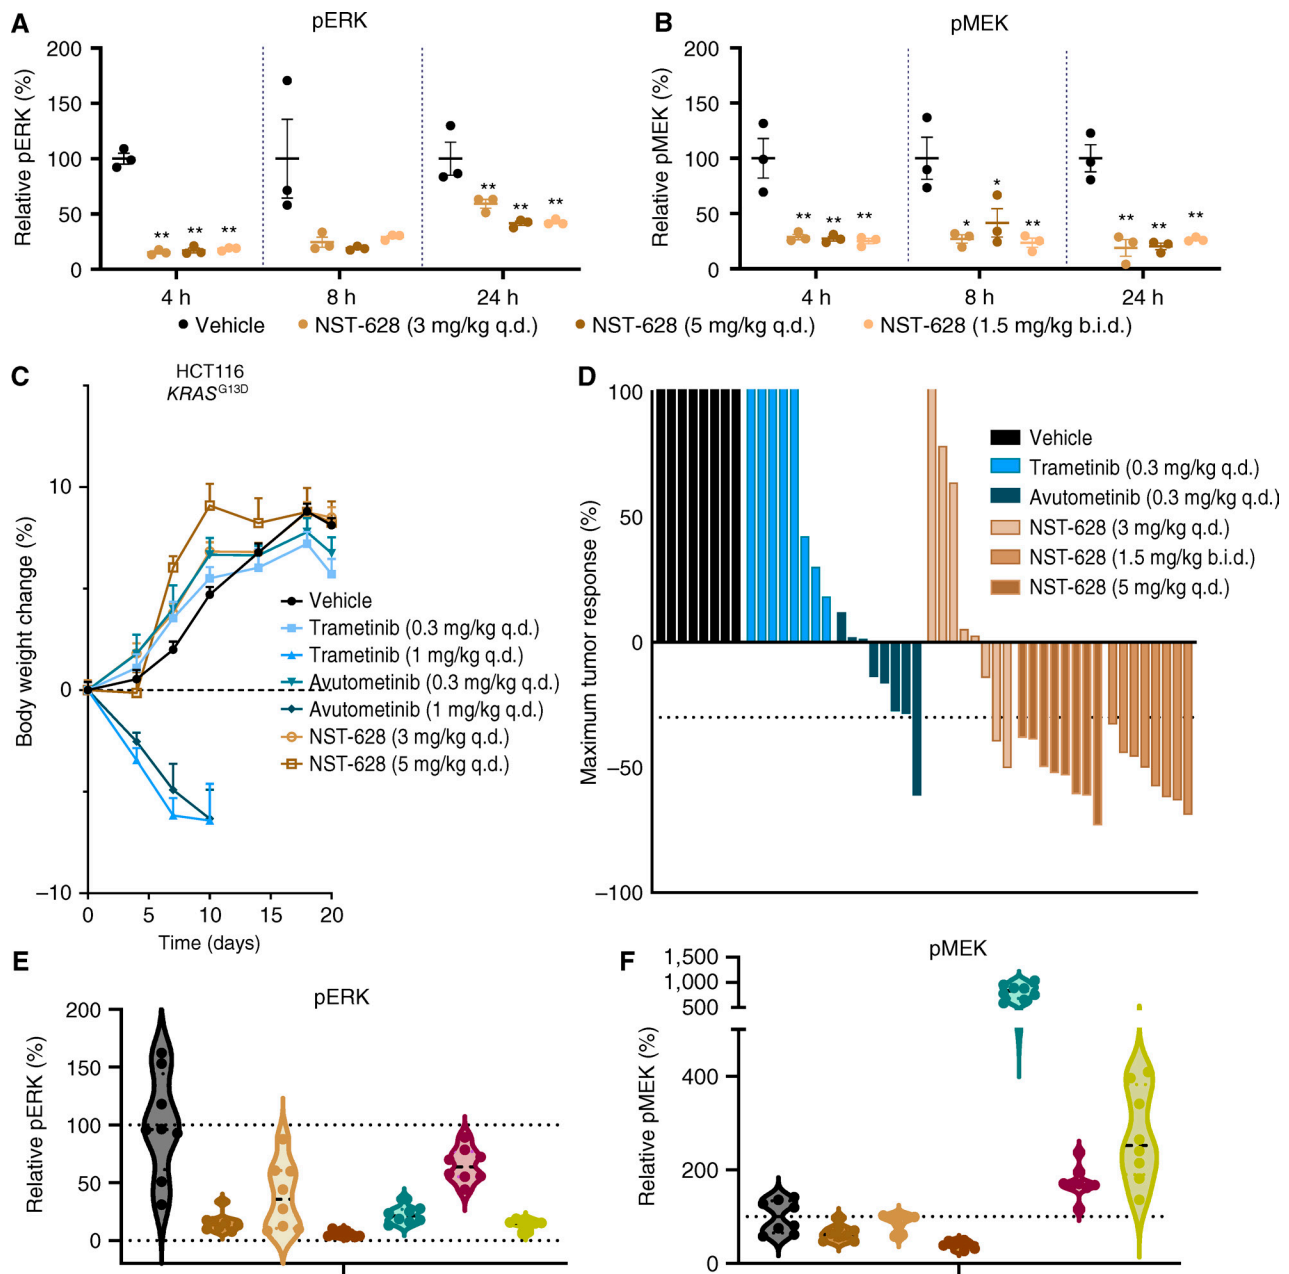 A
pERK
Relative pERK (%)
200
150
100
50
0
** ** **
** ** **
4 h
8 h
24 h
B
pMEK
Relative pMEK (%)
200
150
100
50
0
** ** **
* * **
** ** **
4 h
8 h
24 h
Vehicle
NST-628 (3 mg/kg q.d.)
NST-628 (5 mg/kg q.d.)
NST-628 (1.5 mg/kg b.i.d.)
C
HCT116
KRAS^G13D
Body weight change (%)
10
0
–10
0 5 10 15 20
Time (days)
Vehicle
Trametinib (0.3 mg/kg q.d.)
Trametinib (1 mg/kg q.d.)
Avutometinib (0.3 mg/kg q.d.)
Avutometinib (1 mg/kg q.d.)
NST-628 (3 mg/kg q.d.)
NST-628 (5 mg/kg q.d.)
D
Maximum tumor response (%)
100
50
0
–50
–100
Vehicle
Trametinib (0.3 mg/kg q.d.)
Avutometinib (0.3 mg/kg q.d.)
NST-628 (3 mg/kg q.d.)
NST-628 (1.5 mg/kg b.i.d.)
NST-628 (5 mg/kg q.d.)
E
pERK
Relative pERK (%)
200
150
100
50
0
F
pMEK
Relative pMEK (%)
1,500
1,000
500
400
200
0